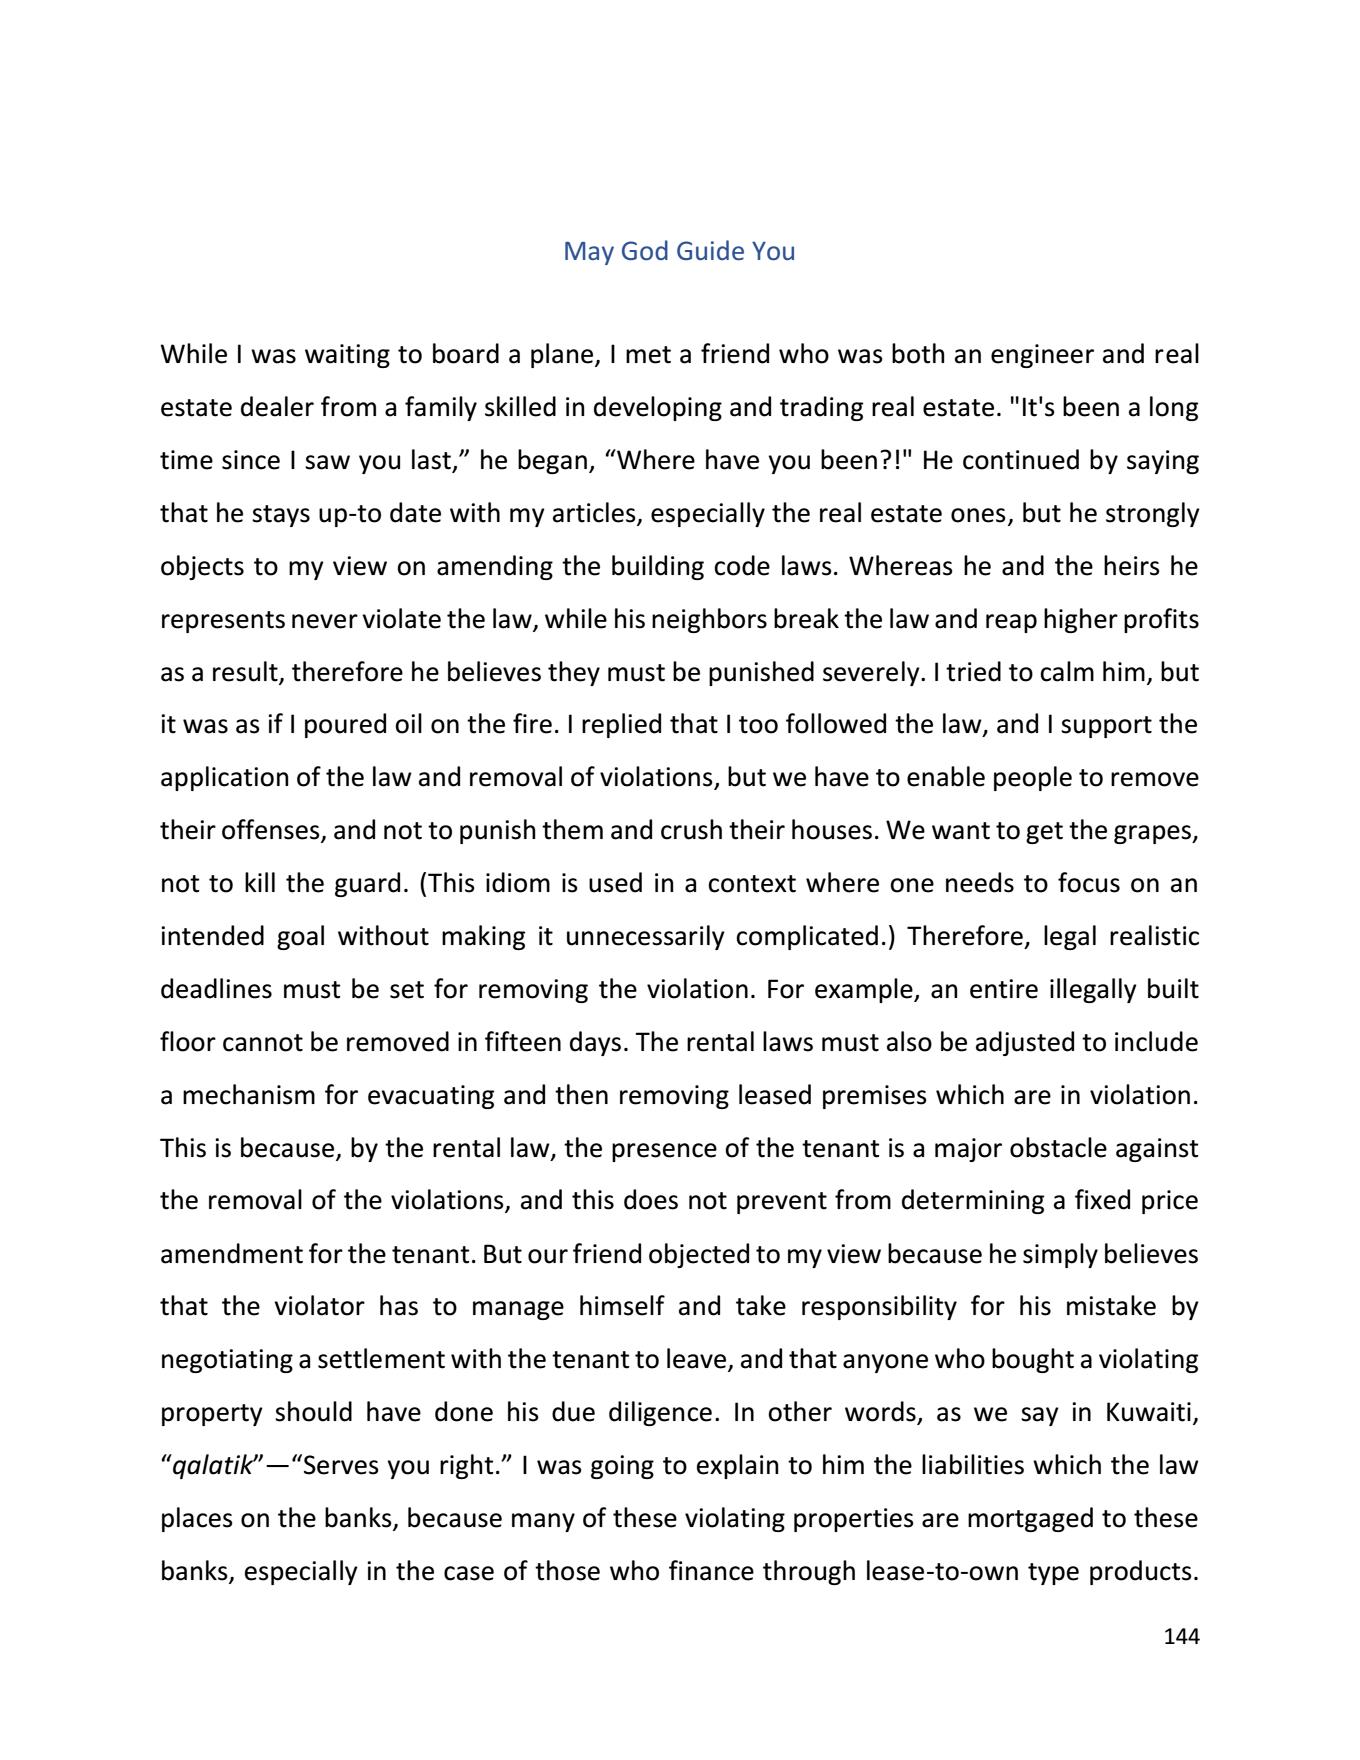 May God Guide You
While I was waiting to board a plane, I met a friend who was both an engineer and real
estate dealer from a family skilled in developing and trading real estate. "It's been a long
time since I saw you last,” he began, “Where have you been?!" He continued by saying
that he stays up-to date with my articles, especially the real estate ones, but he strongly
objects to my view on amending the building code laws. Whereas he and the heirs he
represents never violate the law, while his neighbors break the law and reap higher profits
as a result, therefore he believes they must be punished severely. I tried to calm him, but
it was as if I poured oil on the fire. I replied that I too followed the law, and I support the
application of the law and removal of violations, but we have to enable people to remove
their offenses, and not to punish them and crush their houses. We want to get the grapes,
not to kill the guard. (This idiom is used in a context where one needs to focus on an
intended goal without making it unnecessarily complicated.) Therefore, legal realistic
deadlines must be set for removing the violation. For example, an entire illegally built
floor cannot be removed in fifteen days. The rental laws must also be adjusted to include
a mechanism for evacuating and then removing leased premises which are in violation.
This is because, by the rental law, the presence of the tenant is a major obstacle against
the removal of the violations, and this does not prevent from determining a fixed price
amendment for the tenant. But our friend objected to my view because he simply believes
that the violator has to manage himself and take responsibility for his mistake by
negotiating a settlement with the tenant to leave, and that anyone who bought a violating
property should have done his due diligence. In other words, as we say in Kuwaiti,
“qalatik”—“Serves you right.” I was going to explain to him the liabilities which the law
places on the banks, because many of these violating properties are mortgaged to these
banks, especially in the case of those who finance through lease-to-own type products.
144